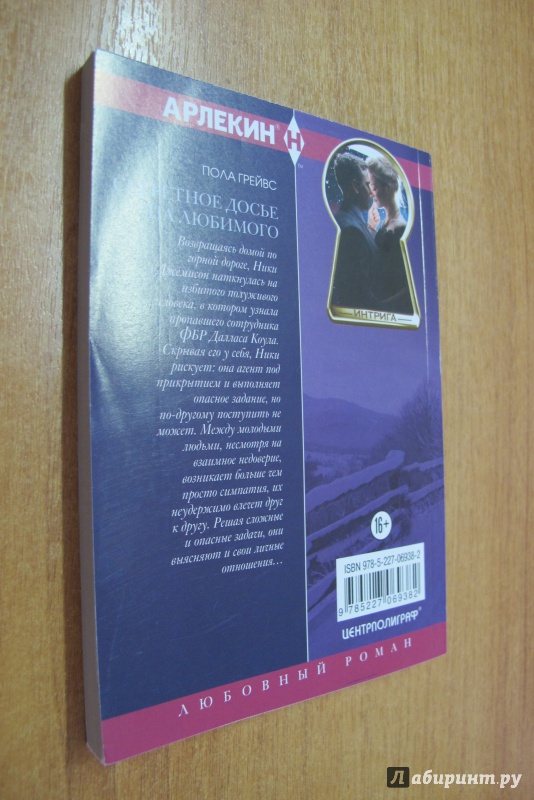 АРЛЕКИН®
ПОЛА ГРЕЙВС
ДОСЬЕ
ЛЮБИМОГО
Возвращаясь домой по
горной дороге, Ники
Джемисон наткнулась на
избитого полуживого
человека, в котором узнала
пропавшего сотрудника
ФБР Далласа Коула.
Скрывая его у себя, Ники
рискует: она агент под
прикрытием и выполняет
опасное задание, но
по-другому поступить не
может. Между молодыми
людьми, несмотря на
взаимное недоверие,
возникает больше чем
просто симпатия, их
неудержимо влечет друг
к другу. Решая сложные
и опасные задачи, они
выясняют и свои личные
отношения…
ИНТРИГА
16+
ISBN 978-5-227-06938-2
9 785227 069382
ЦЕНТРПОЛИГРАФ®
ЛЮБОВНЫЙ РОМАН
Лабиринт.ру